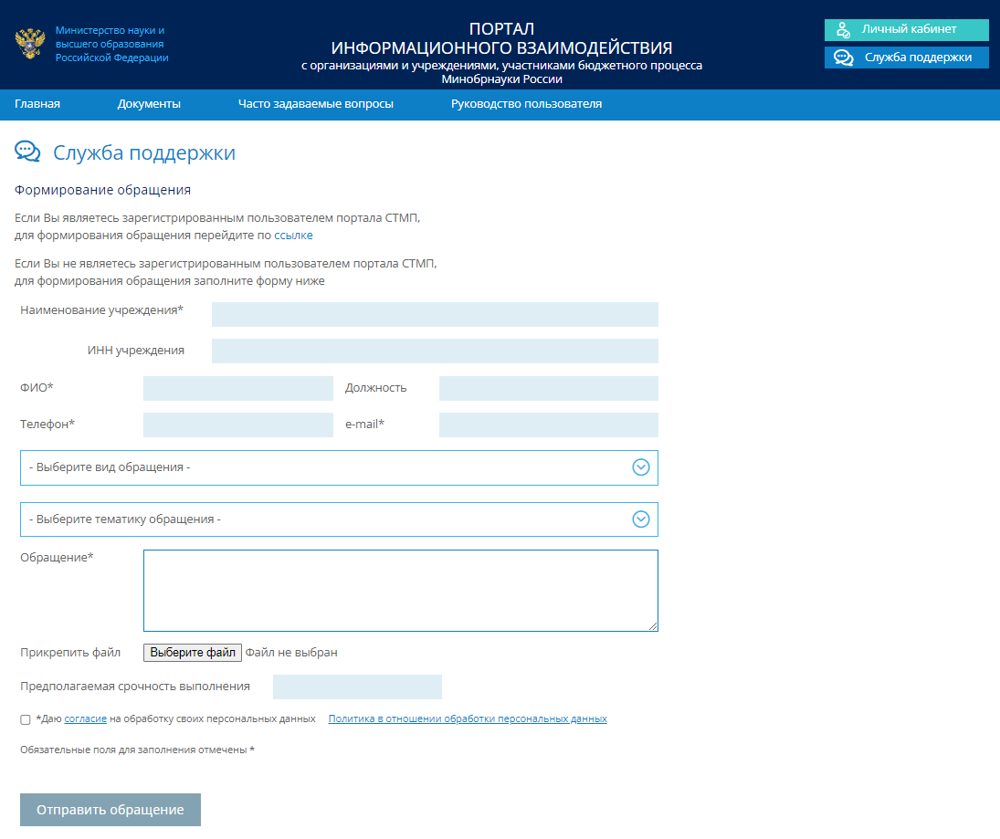 Министерство науки и
высшего образования
Российской Федерации
ПОРТАЛ
ИНФОРМАЦИОННОГО ВЗАИМОДЕЙСТВИЯ
с организациями и учреждениями, участниками бюджетного процесса
Минобрнауки России
Личный кабинет
Служба поддержки
Главная Документы Часто задаваемые вопросы Руководство пользователя
Служба поддержки
Формирование обращения
Если Вы являетесь зарегистрированным пользователем портала СТМП,
для формирования обращения перейдите по ссылке
Если Вы не являетесь зарегистрированным пользователем портала СТМП,
для формирования обращения заполните форму ниже
Наименование учреждения*
ИНН учреждения
ФИО* Должность
Телефон* e-mail*
- Выберите вид обращения -
- Выберите тематику обращения -
Обращение*
Прикрепить файл Выберите файл Файл не выбран
Предполагаемая срочность выполнения
*Даю согласие на обработку своих персональных данных Политика в отношении обработки персональных данных
Обязательные поля для заполнения отмечены *
Отправить обращение